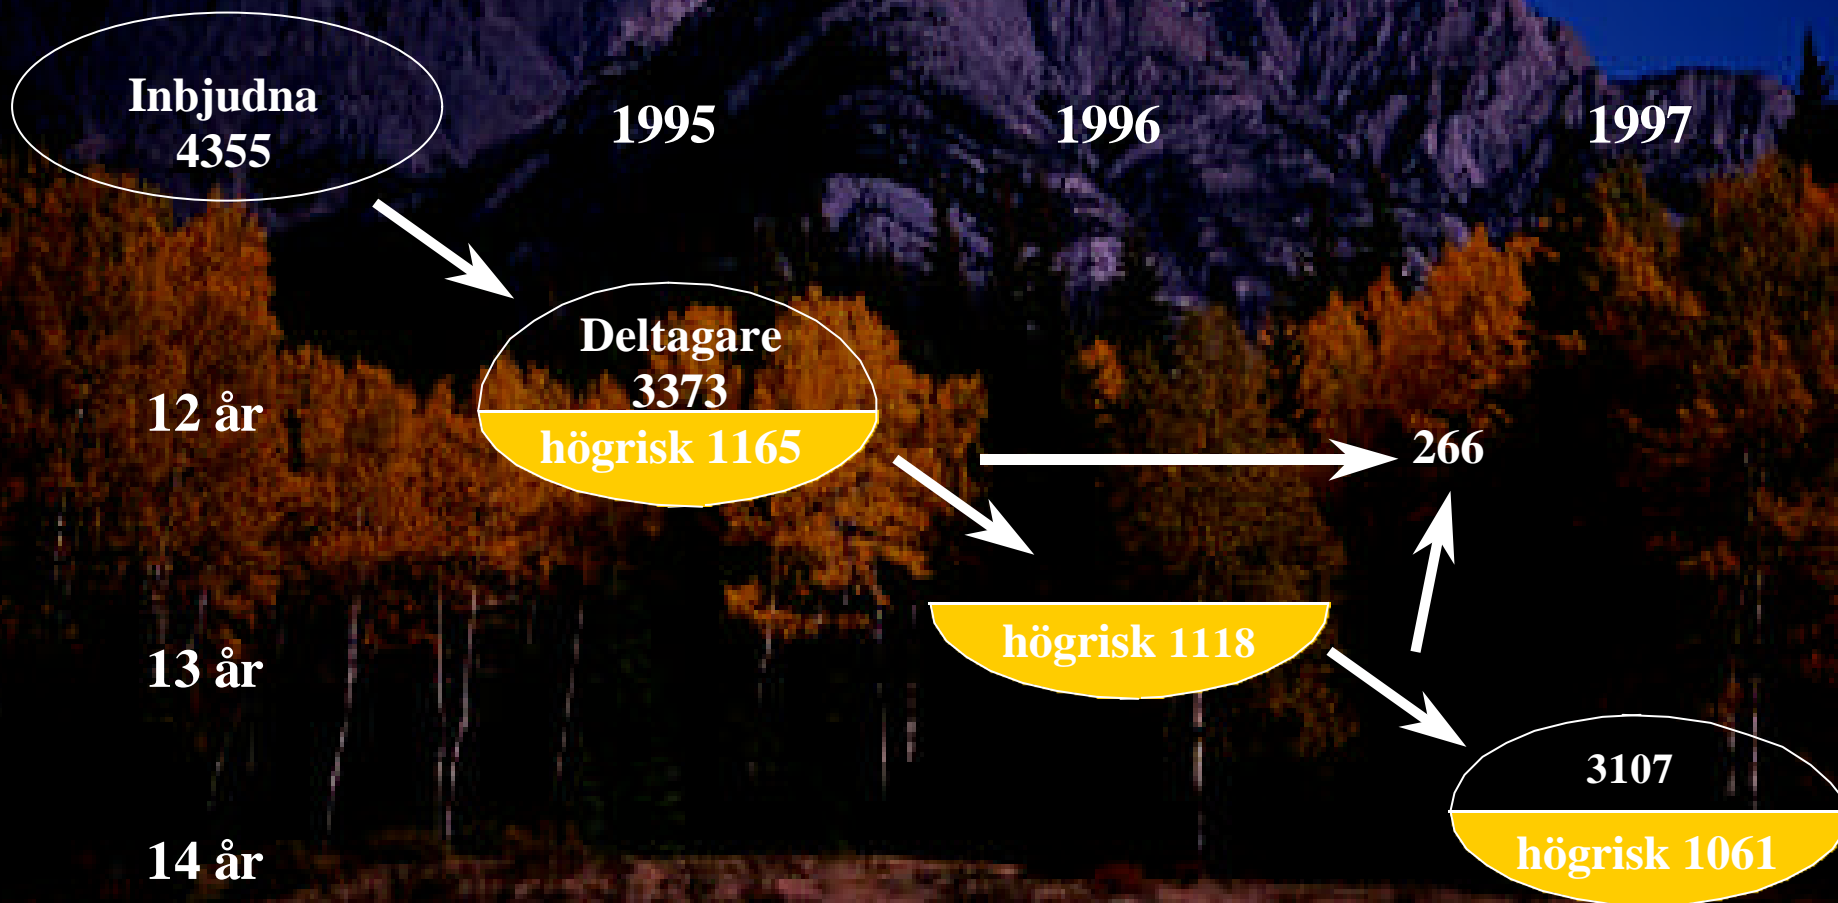 Inbjudna
4355
1995
1996
1997
Deltagare
3373
12 år
högrisk 1165
266
högrisk 1118
13 år
3107
14 år
högrisk 1061